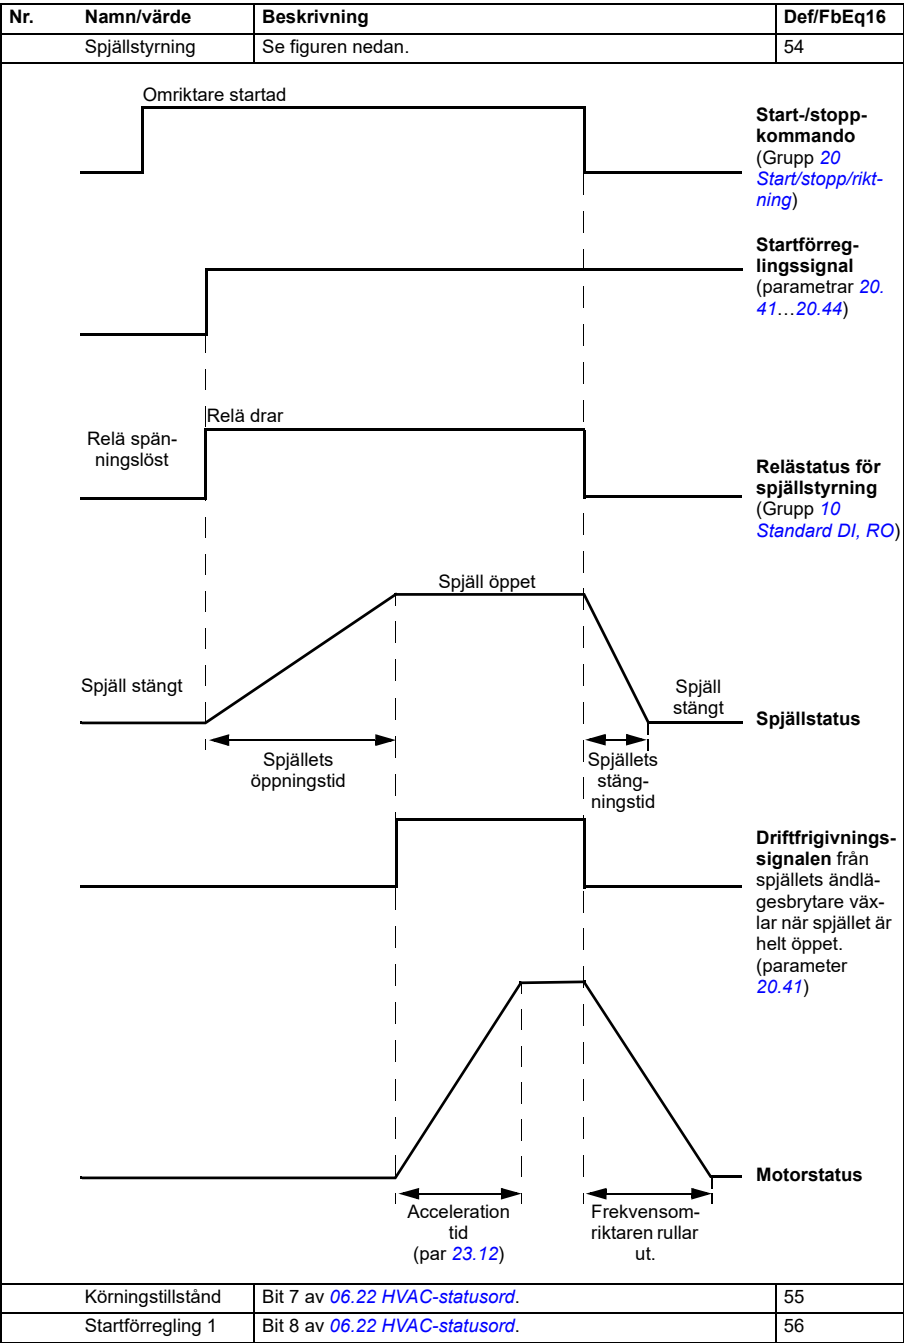 Nr. Namn/värde Beskrivning Def/FbEq16
Spjällstyrning Se figuren nedan. 54
Omriktare startad
Start-/stopp-
kommando
(Grupp 20
Start/stopp/rikt-
ning)
Startförreg-
lingssignal
(parametrar 20.
41…20.44)
Relä drar
Relä spän-
ningslöst
Relästatus för
spjällstyrning
(Grupp 10
Standard DI, RO)
Spjäll öppet
Spjäll stängt
Spjäll
stängt
Spjällstatus
Spjällets
öppningstid
Spjällets
stäng-
ningstid
Driftfrigivnings-
signalen från
spjällets ändlä-
gesbrytare väx-
lar när spjället är
helt öppet.
(parameter
20.41)
Motorstatus
Acceleration
tid
(par 23.12)
Frekvensom-
riktaren rullar
ut.
Körningstillstånd Bit 7 av 06.22 HVAC-statusord. 55
Startförregling 1 Bit 8 av 06.22 HVAC-statusord. 56